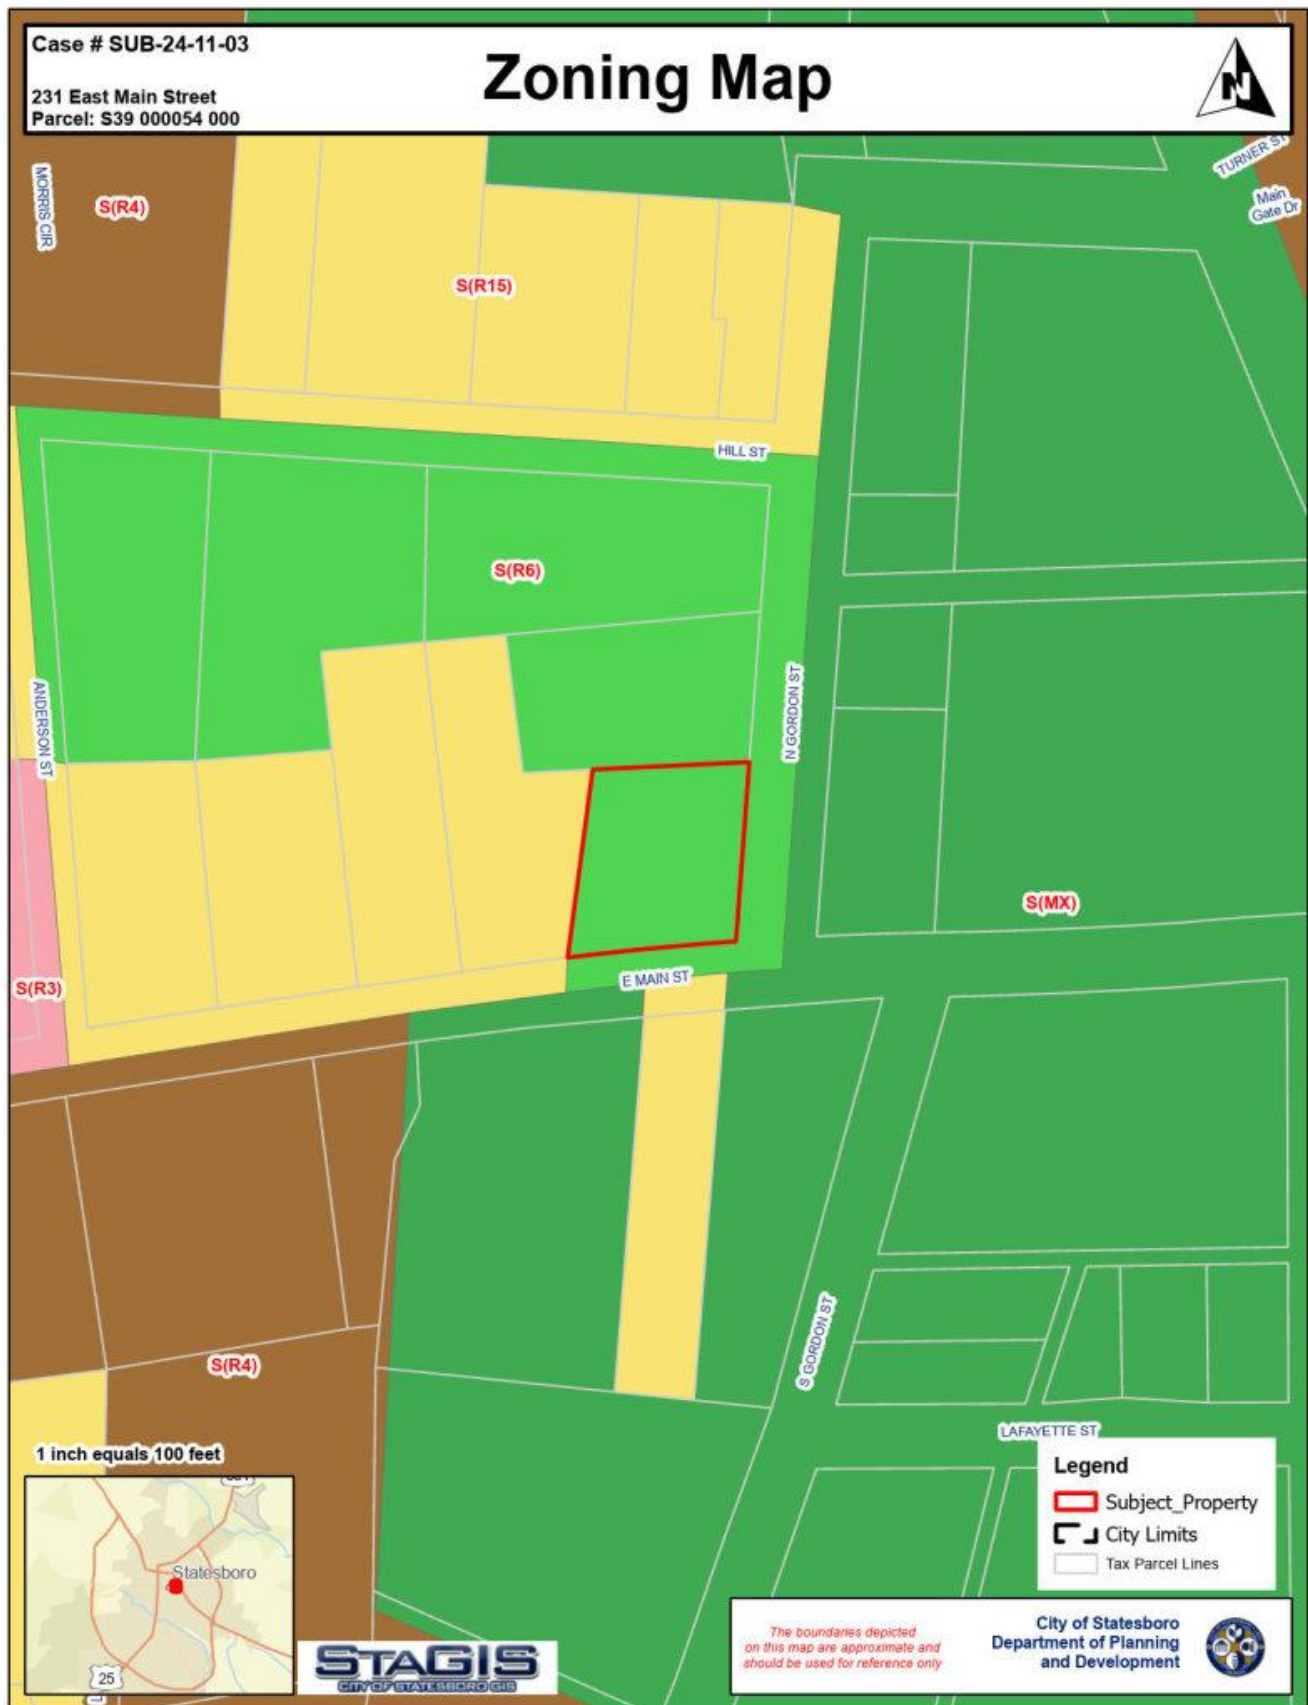 Case # SUB-24-11-03
231 East Main Street
Parcel: S39 000054 000
Zoning Map
N
TURNER ST
Main
Gate Dr
MORRIS CIR
S(R4)
S(R15)
HILL ST
S(R6)
ANDERSON ST
N GORDON ST
S(MX)
S(R3)
E MAIN ST
S GORDON ST
S(R4)
LAFAYETTE ST
1 inch equals 100 feet
Statesboro
25
Legend
Subject_Property
City Limits
Tax Parcel Lines
STAGIS
CITY OF STATESBORO GIS
The boundaries depicted
on this map are approximate and
should be used for reference only
City of Statesboro
Department of Planning
and Development